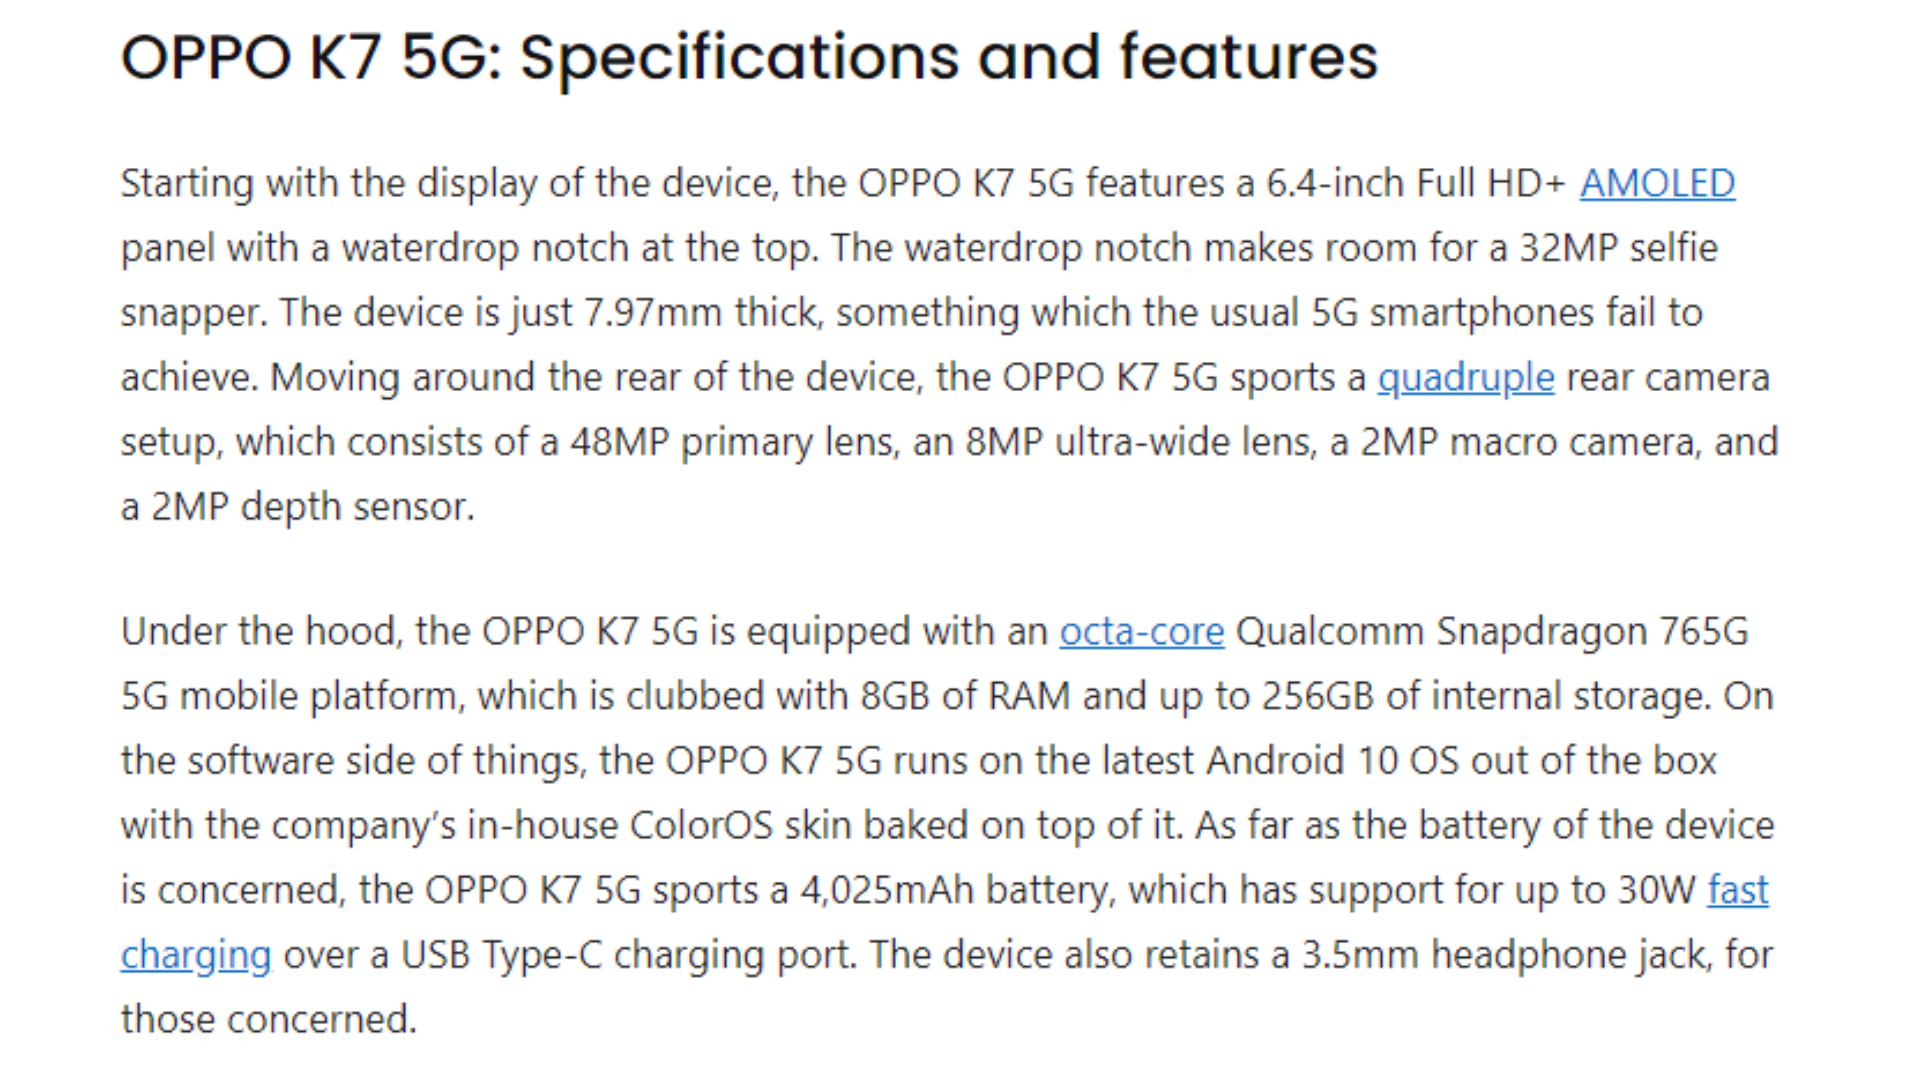 OPPO K7 5G: Specifications and features
Starting with the display of the device, the OPPO K7 5G features a 6.4-inch Full HD+ AMOLED
panel with a waterdrop notch at the top. The waterdrop notch makes room for a 32MP selfie
snapper. The device is just 7.97mm thick, something which the usual 5G smartphones fail to
achieve. Moving around the rear of the device, the OPPO K7 5G sports a quadruple rear camera
setup, which consists of a 48MP primary lens, an 8MP ultra-wide lens, a 2MP macro camera, and
a 2MP depth sensor.
Under the hood, the OPPO K7 5G is equipped with an octa-core Qualcomm Snapdragon 765G
5G mobile platform, which is clubbed with 8GB of RAM and up to 256GB of internal storage. On
the software side of things, the OPPO K7 5G runs on the latest Android 10 OS out of the box
with the company’s in-house ColorOS skin baked on top of it. As far as the battery of the device
is concerned, the OPPO K7 5G sports a 4,025mAh battery, which has support for up to 30W fast
charging over a USB Type-C charging port. The device also retains a 3.5mm headphone jack, for
those concerned.